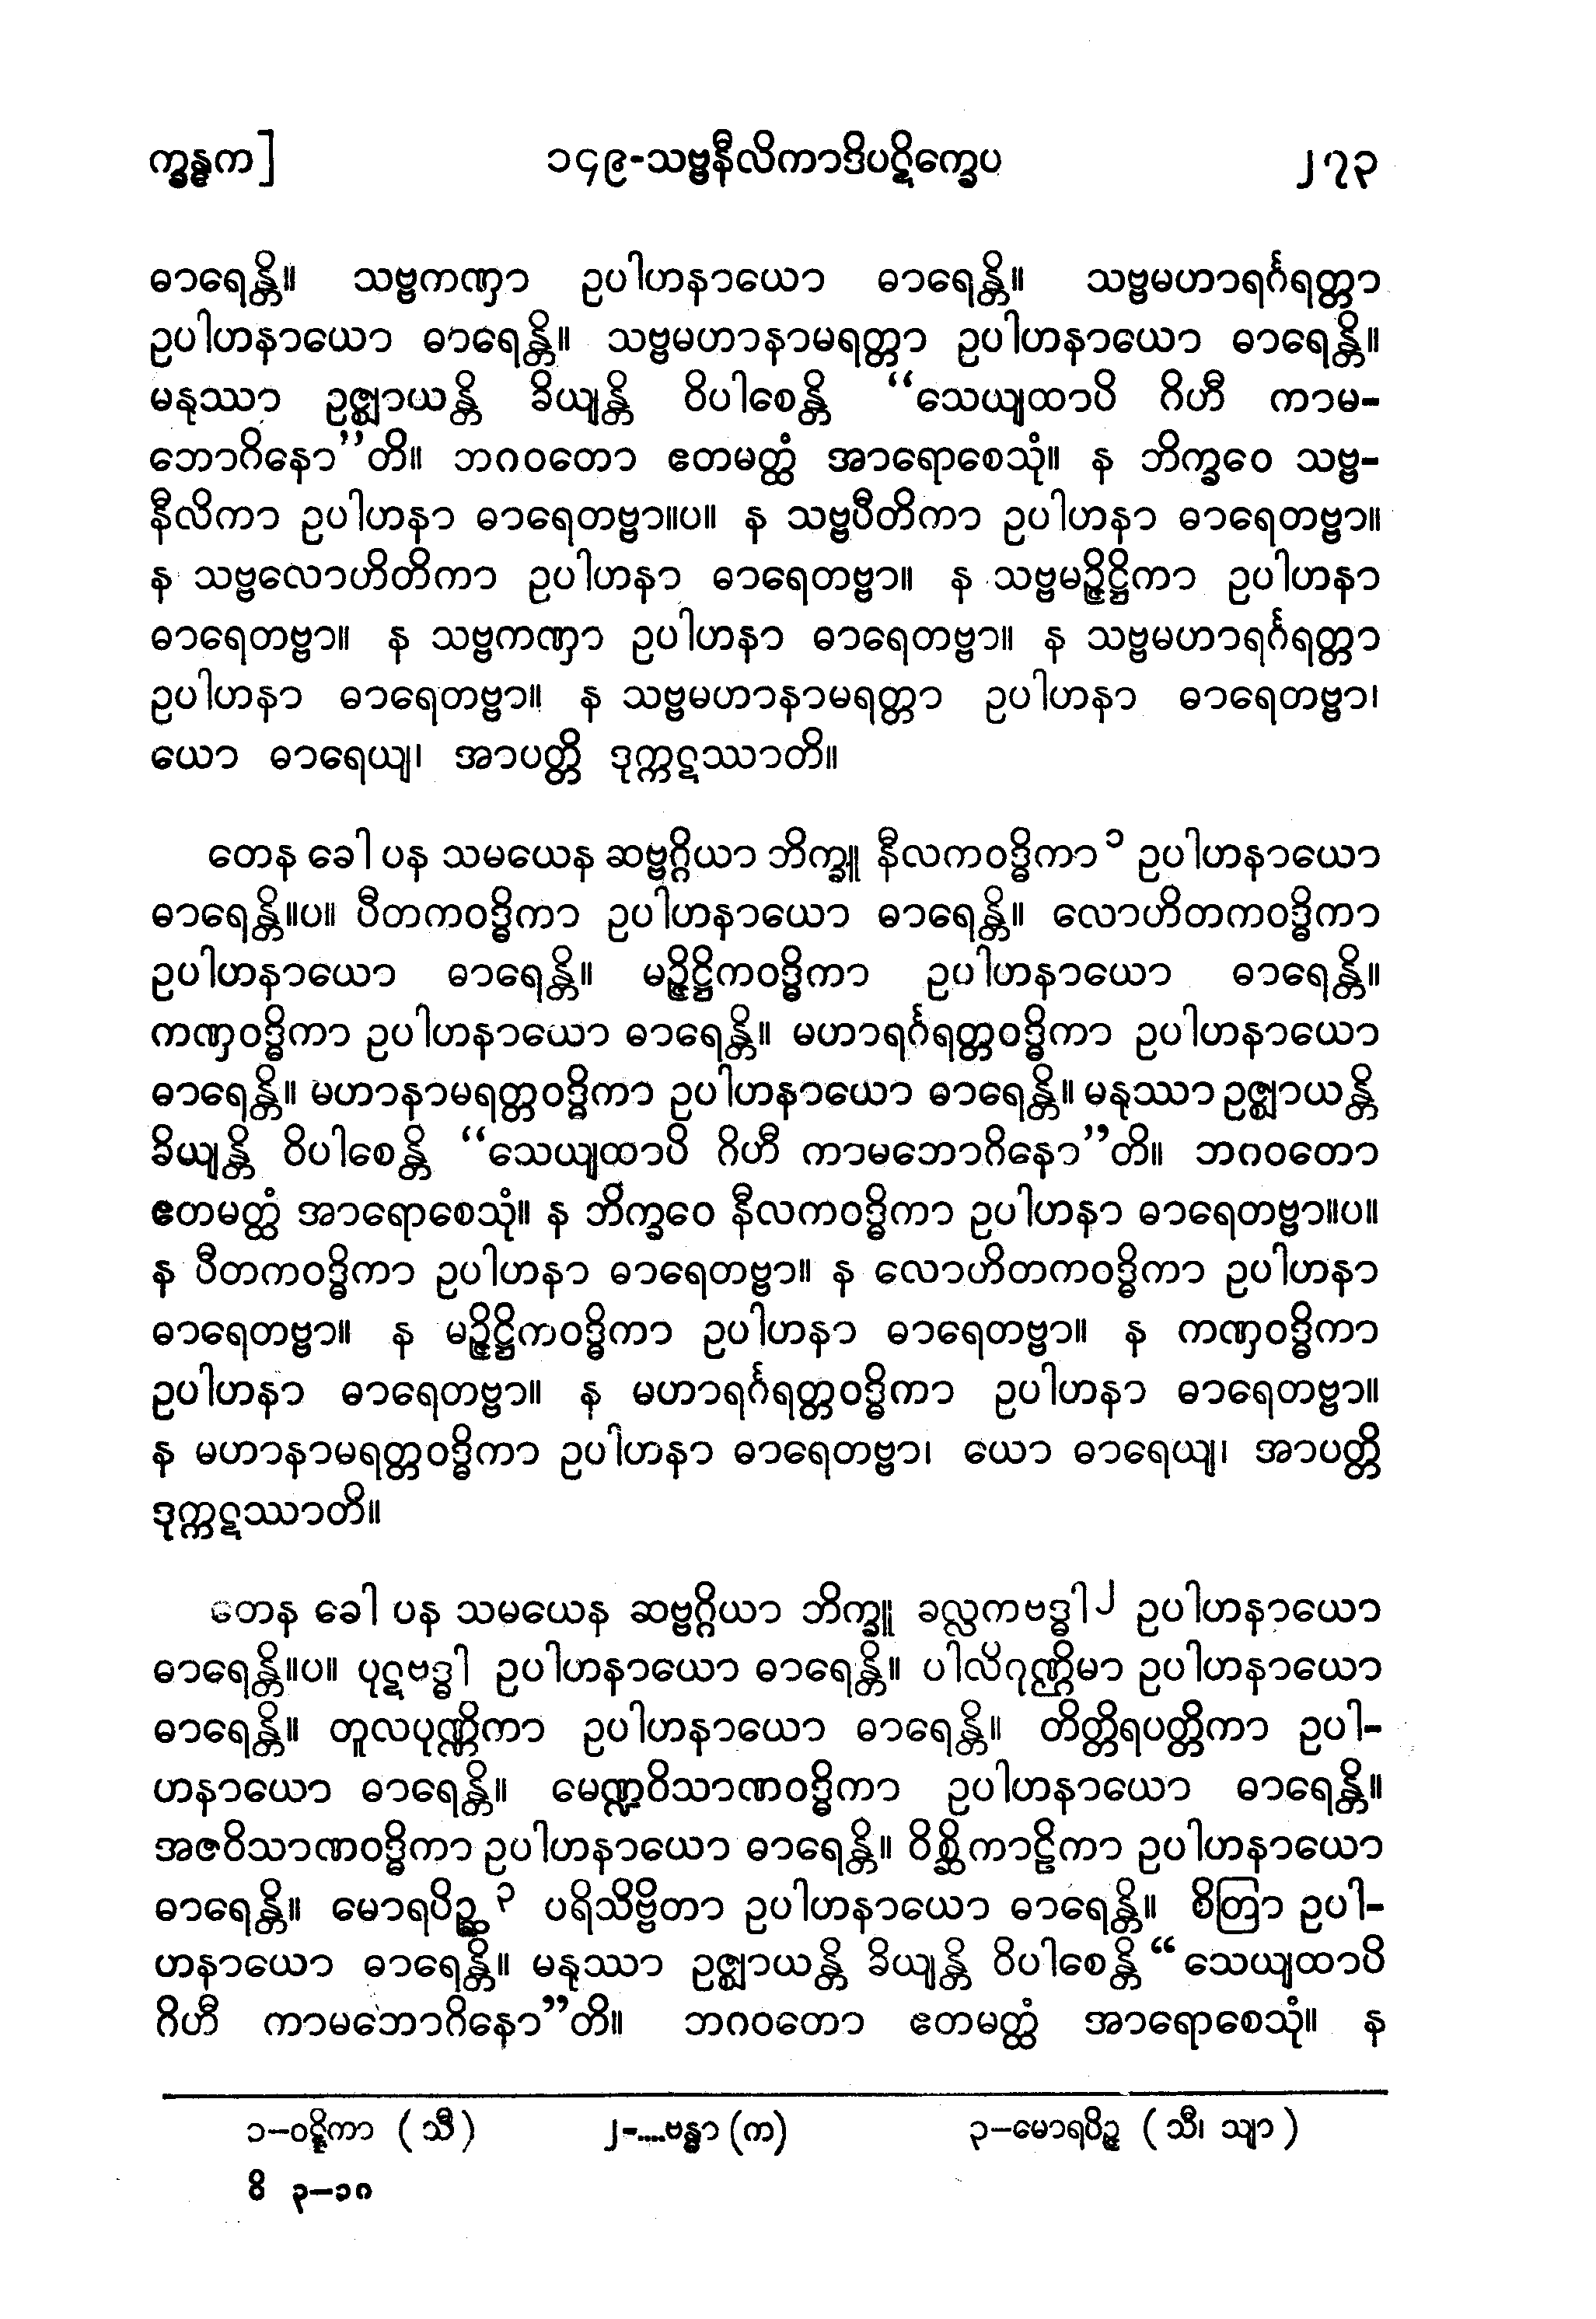 က္ခန္ဓက]
၁၄၉-သဗ္ဗနီလိကာဒိပဋိက္ခေပ
၂၇၃
ဓာရေန္တိ။ သဗ္ဗကဏှာ ဥပါဟနာယော ဓာရေန္တိ။ သဗ္ဗမဟာရင်္ဂရတ္တာ
ဥပါဟနာယော ဓာရေန္တိ။ သဗ္ဗမဟာနာမရတ္တာ ဥပါဟနာယော ဓာရေန္တိ။
မနုဿာ ဥဇ္ဈာယန္တိ ခိယျန္တိ ဝိပါစေန္တိ “သေယျထာပိ ဂိဟီ ကာမ-
ဘောဂိနော”တိ။ ဘဂဝတော ဧတမတ္ထံ အာရောစေသုံ။ န ဘိက္ခဝေ သဗ္ဗ-
နီလိကာ ဥပါဟနာ ဓာရေတဗ္ဗာ။ပ။ န သဗ္ဗပီတိကာ ဥပါဟနာ ဓာရေတဗ္ဗာ။
န သဗ္ဗလောဟိတိကာ ဥပါဟနာ ဓာရေတဗ္ဗာ။ န သဗ္ဗမဉ္ဇိဋ္ဌိကာ ဥပါဟနာ
ဓာရေတဗ္ဗာ။ န သဗ္ဗကဏှာ ဥပါဟနာ ဓာရေတဗ္ဗာ။ န သဗ္ဗမဟာရင်္ဂရတ္တာ
ဥပါဟနာ ဓာရေတဗ္ဗာ။ န သဗ္ဗမဟာနာမရတ္တာ ဥပါဟနာ ဓာရေတဗ္ဗာ၊
ယော ဓာရေယျ၊ အာပတ္တိ ဒုက္ကဋဿာတိ။
တေန ခေါ ပန သမယေန ဆဗ္ဗဂ္ဂိယာ ဘိက္ခူ နီလကဝဒ္ဓိကာ ၁ ဥပါဟနာယော
ဓာရေန္တိ။ပ။ ပီတကဝဒ္ဓိကာ ဥပါဟနာယော ဓာရေန္တိ။ လောဟိတကဝဒ္ဓိကာ
ဥပါဟနာယော ဓာရေန္တိ။ မဉ္ဇိဋ္ဌိကဝဒ္ဓိကာ ဥပါဟနာယော ဓာရေန္တိ။
ကဏှဝဒ္ဓိကာ ဥပါဟနာယော ဓာရေန္တိ။ မဟာရင်္ဂရတ္တဝဒ္ဓိကာ ဥပါဟနာယော
ဓာရေန္တိ။ မဟာနာမရတ္တဝဒ္ဓိကာ ဥပါဟနာယော ဓာရေန္တိ။ မနုဿာ ဥဇ္ဈာယန္တိ
ခိယျန္တိ ဝိပါစေန္တိ “သေယျထာပိ ဂိဟီ ကာမဘောဂိနော”တိ။ ဘဂဝတော
ဧတမတ္ထံ အာရောစေသုံ။ န ဘိက္ခဝေ နီလကဝဒ္ဓိကာ ဥပါဟနာ ဓာရေတဗ္ဗာ။ပ။
န ပီတကဝဒ္ဓိကာ ဥပါဟနာ ဓာရေတဗ္ဗာ။ န လောဟိတကဝဒ္ဓိကာ ဥပါဟနာ
ဓာရေတဗ္ဗာ။ န မဉ္ဇိဋ္ဌိကဝဒ္ဓိကာ ဥပါဟနာ ဓာရေတဗ္ဗာ။ န ကဏှဝဒ္ဓိကာ
ဥပါဟနာ ဓာရေတဗ္ဗာ။ န မဟာရင်္ဂရတ္တဝဒ္ဓိကာ ဥပါဟနာ ဓာရေတဗ္ဗာ။
န မဟာနာမရတ္တဝဒ္ဓိကာ ဥပါဟနာ ဓာရေတဗ္ဗာ၊ ယော ဓာရေယျ၊ အာပတ္တိ
ဒုက္ကဋဿာတိ။
တေန ခေါ ပန သမယေန ဆဗ္ဗဂ္ဂိယာ ဘိက္ခူ ခလ္လကဗဒ္ဓါ ၂ ဥပါဟနာယော
ဓာရေန္တိ။ပ။ ပုဋဗဒ္ဓါ ဥပါဟနာယော ဓာရေန္တိ။ ပါလိဂုဏ္ဌိမာ ဥပါဟနာယော
ဓာရေန္တိ။ တူလပုဏ္ဏိကာ ဥပါဟနာယော ဓာရေန္တိ။ တိတ္တိရပတ္တိကာ ဥပါ-
ဟနာယော ဓာရေန္တိ။ မေဏ္ဍဝိသာဏဝဒ္ဓိကာ ဥပါဟနာယော ဓာရေန္တိ။
အဇဝိသာဏဝဒ္ဓိကာ ဥပါဟနာယော ဓာရေန္တိ။ ဝိစ္ဆိကာဠိကာ ဥပါဟနာယော
ဓာရေန္တိ။ မောရပိဉ္ဆ ၃ ပရိသိဗ္ဗိတာ ဥပါဟနာယော ဓာရေန္တိ။ စိတြာ ဥပါ-
ဟနာယော ဓာရေန္တိ။ မနုဿာ ဥဇ္ဈာယန္တိ ခိယျန္တိ ဝိပါစေန္တိ “သေယျထာပိ
ဂိဟီ ကာမဘောဂိနော”တိ။ ဘဂဝတော ဧတမတ္ထံ အာရောစေသုံ။ န
၁-ဝဋ္ဋိကာ (သီ) ၂-....ဗန္ဓာ (က) ၃-မောရပိဉ္ဇ (သီ၊ သျာ)
ဝိ ၃-၁၈